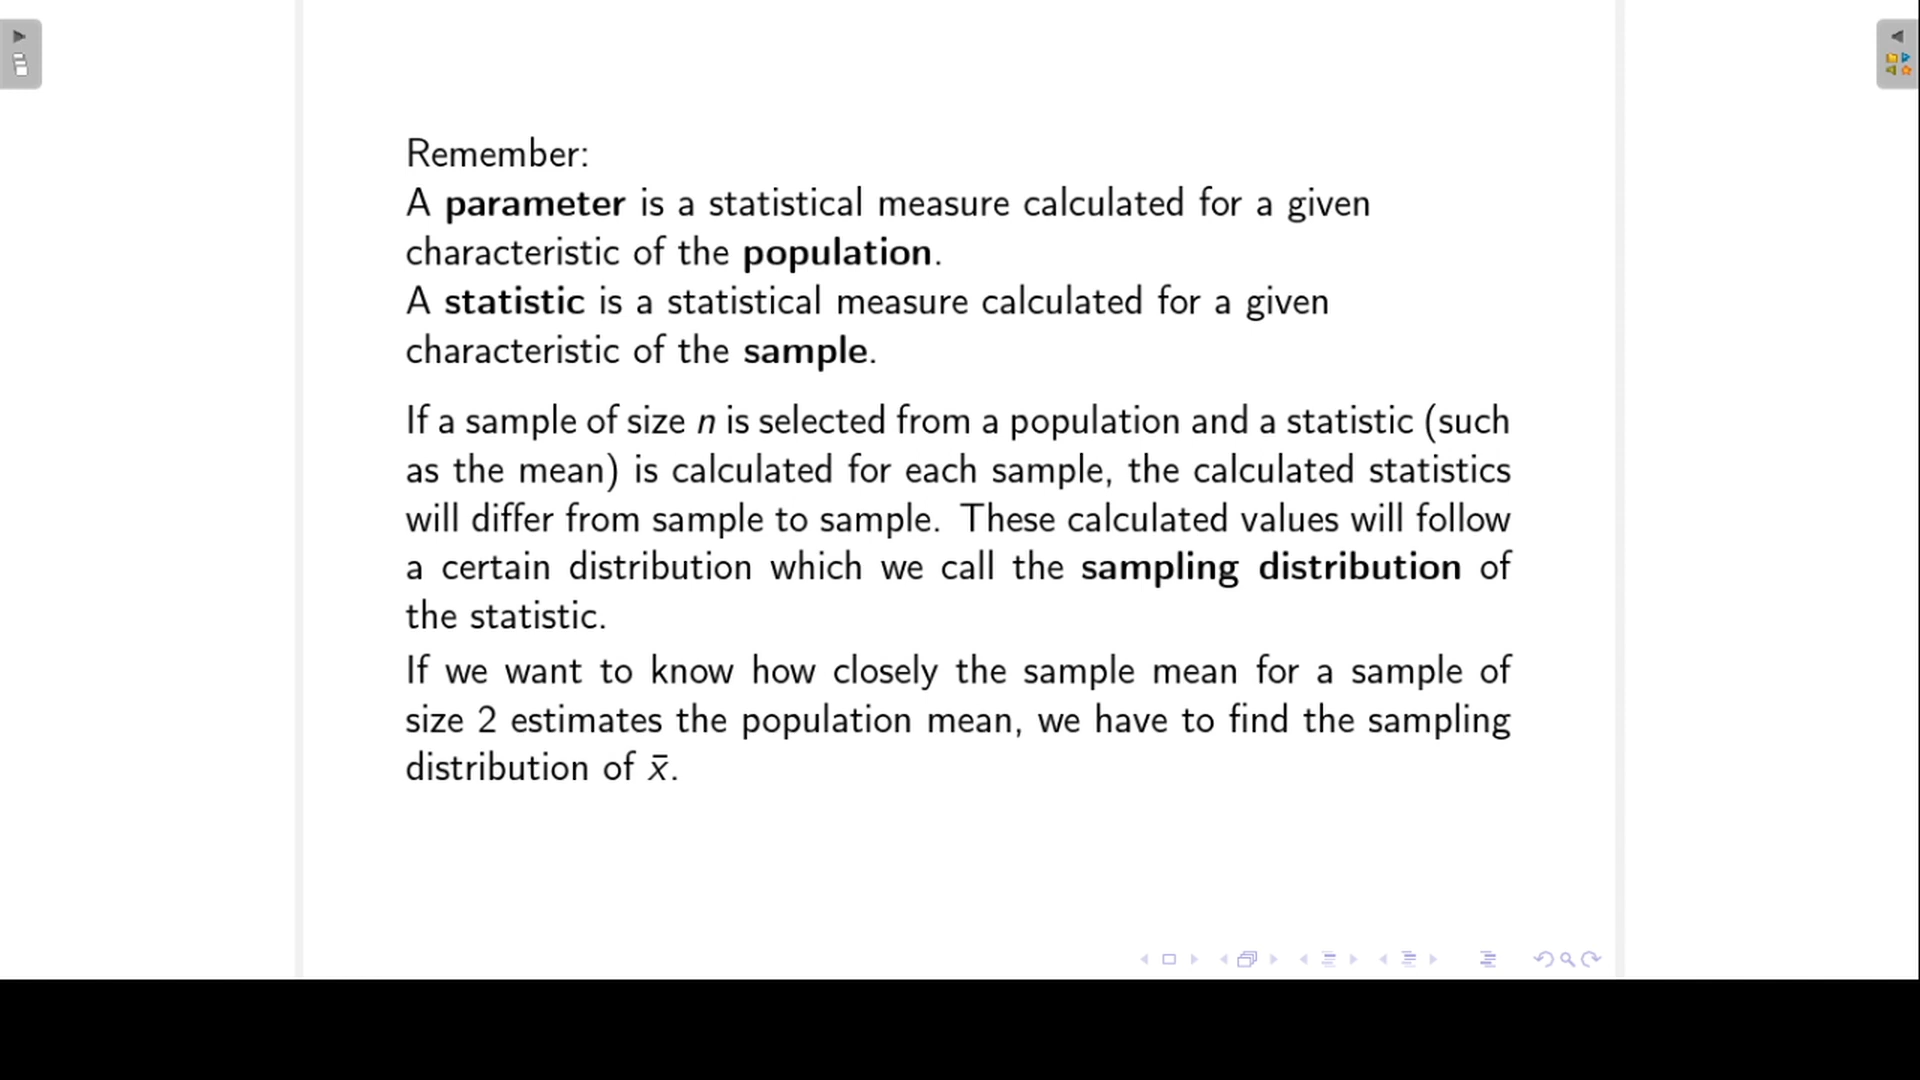 Remember:
A parameter is a statistical measure calculated for a given
characteristic of the population.
A statistic is a statistical measure calculated for a given
characteristic of the sample.
If a sample of size n is selected from a population and a statistic (such
as the mean) is calculated for each sample, the calculated statistics
will differ from sample to sample. These calculated values will follow
a certain distribution which we call the sampling distribution of
the statistic.
If we want to know how closely the sample mean for a sample of
size 2 estimates the population mean, we have to find the sampling
distribution of x̄.